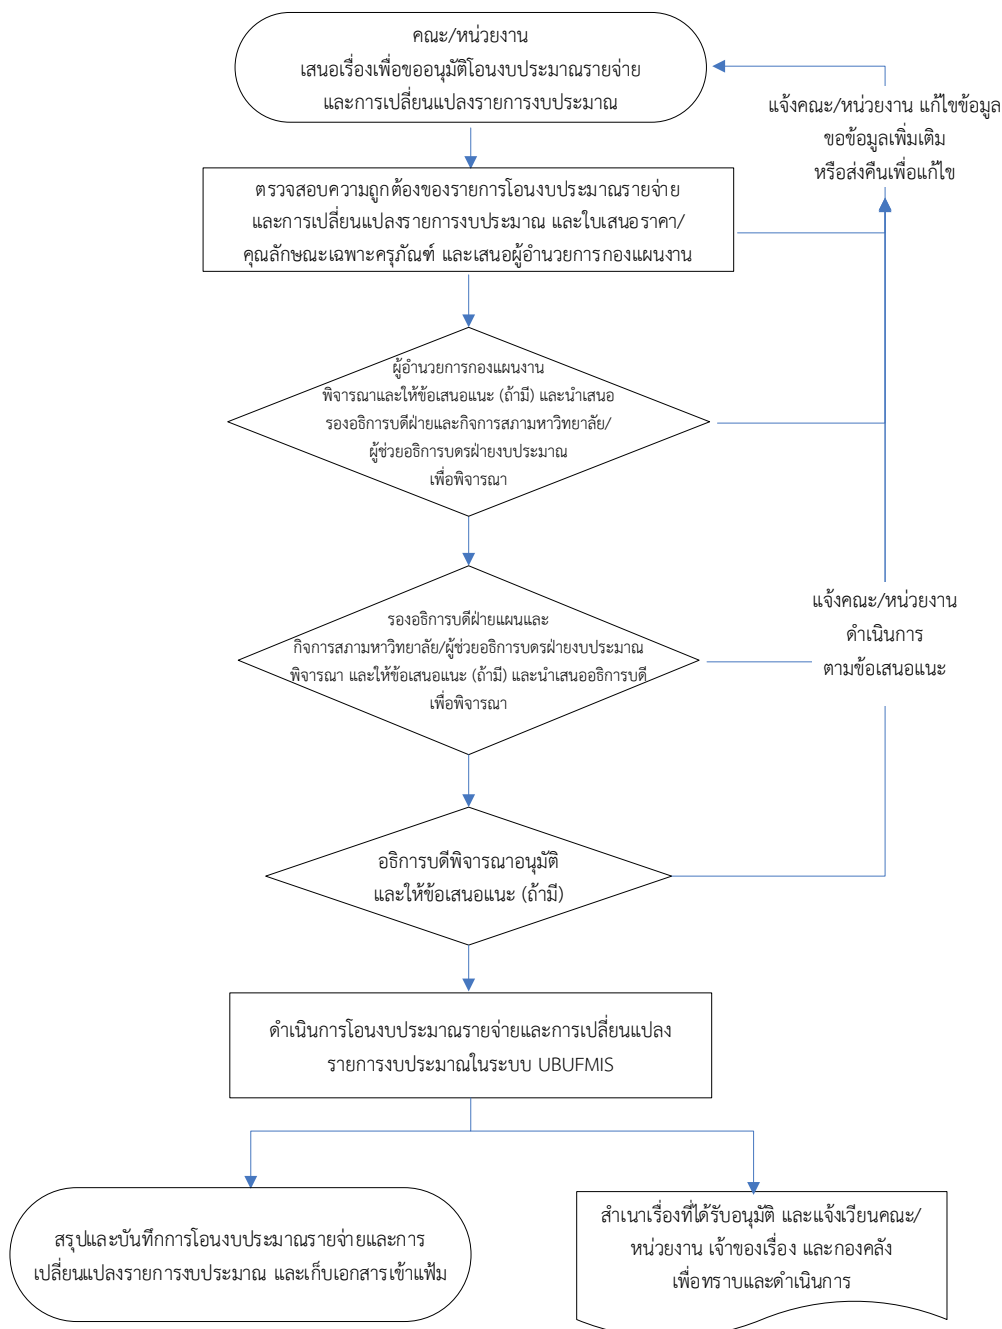 คณะ/หน่วยงาน
เสนอเรื่องเพื่อขออนุมัติโอนงบประมาณรายจ่าย
และการเปลี่ยนแปลงรายการงบประมาณ
แจ้งคณะ/หน่วยงาน แก้ไขข้อมูล
ขอข้อมูลเพิ่มเติม
หรือส่งคืนเพื่อแก้ไข
ตรวจสอบความถูกต้องของรายการโอนงบประมาณรายจ่าย
และการเปลี่ยนแปลงรายการงบประมาณ และใบเสนอราคา/
คุณลักษณะเฉพาะครุภัณฑ์ และเสนอผู้อำนวยการกองแผนงาน
ผู้อำนวยการกองแผนงาน
พิจารณาและให้ข้อเสนอแนะ (ถ้ามี) และนำเสนอ
รองอธิการบดีฝ่ายและกิจการสภามหาวิทยาลัย/
ผู้ช่วยอธิการบดรฝ่ายงบประมาณ
เพื่อพิจารณา
รองอธิการบดีฝ่ายแผนและ
กิจการสภามหาวิทยาลัย/ผู้ช่วยอธิการบดรฝ่ายงบประมาณ
พิจารณา และให้ข้อเสนอแนะ (ถ้ามี) และนำเสนออธิการบดี
เพื่อพิจารณา
แจ้งคณะ/หน่วยงาน
ดำเนินการ
ตามข้อเสนอแนะ
อธิการบดีพิจารณาอนุมัติ
และให้ข้อเสนอแนะ (ถ้ามี)
ดำเนินการโอนงบประมาณรายจ่ายและการเปลี่ยนแปลง
รายการงบประมาณในระบบ UBUFMIS
สรุปและบันทึกการโอนงบประมาณรายจ่ายและการ
เปลี่ยนแปลงรายการงบประมาณ และเก็บเอกสารเข้าแฟ้ม
สำเนาเรื่องที่ได้รับอนุมัติ และแจ้งเวียนคณะ/
หน่วยงาน เจ้าของเรื่อง และกองคลัง
เพื่อทราบและดำเนินการ